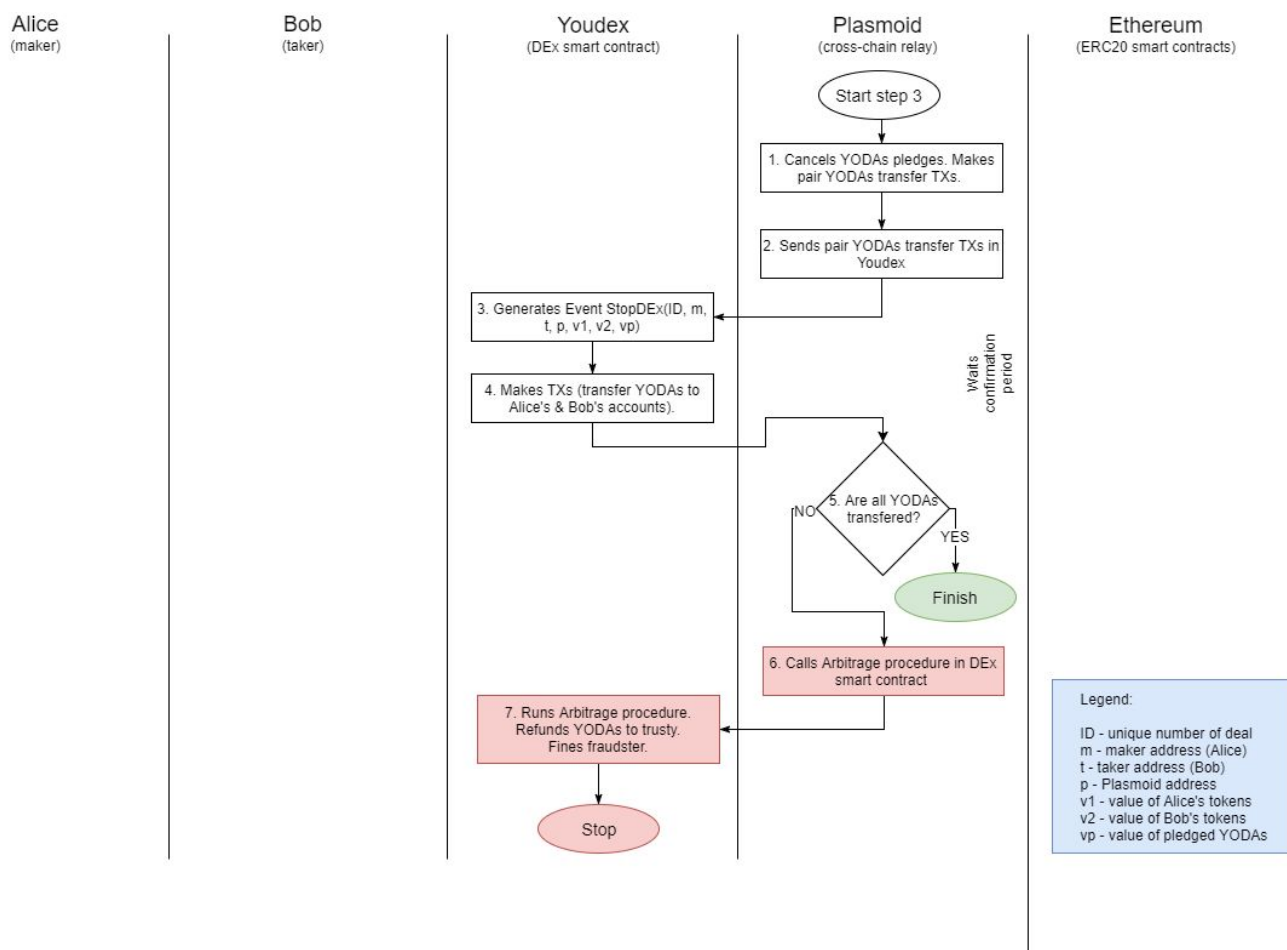 Alice
(maker)
Bob
(taker)
Youdex
(DEx smart contract)
Plasmoid
(cross-chain relay)
Ethereum
(ERC20 smart contracts)
Start step 3
1. Cancels YODAs pledges. Makes
pair YODAs transfer TXs.
2. Sends pair YODAs transfer TXs in
Youdex
3. Generates Event StopDEx(ID, m,
t, p, v1, v2, vp)
Waits
confirmation
period
4. Makes TXs (transfer YODAs to
Alice's & Bob's accounts).
5. Are all YODAs
transfered?
NO
YES
Finish
6. Calls Arbitrage procedure in DEx
smart contract
7. Runs Arbitrage procedure.
Refunds YODAs to trusty.
Fines fraudster.
Stop
Legend:
ID - unique number of deal
m - maker address (Alice)
t - taker address (Bob)
p - Plasmoid address
v1 - value of Alice's tokens
v2 - value of Bob's tokens
vp - value of pledged YODAs